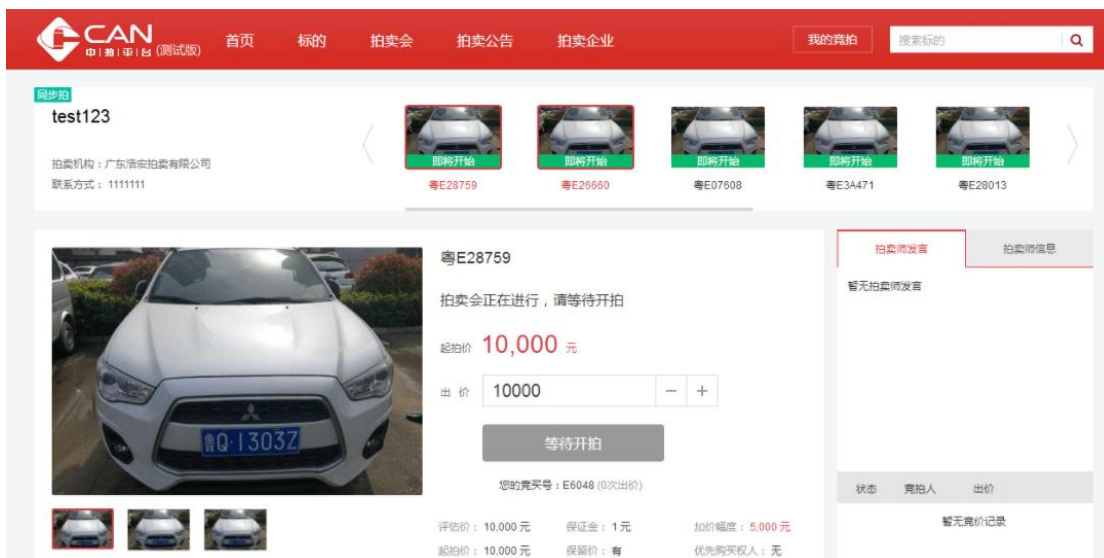 CAN
中|拍|平|台 (测试版)
首页 标的 拍卖会 拍卖公告 拍卖企业 我的竞拍 搜索标的
同步拍
test123
拍卖机构：广东浩宏拍卖有限公司
联系方式： 1111111
即将开始 即将开始 即将开始 即将开始 即将开始
粤E28759 粤E26660 粤E07608 粤E3A471 粤E28013
粤E28759
拍卖会正在进行，请等待开拍
起拍价 10,000 元
出 价 10000 − +
等待开拍
您的竞买号：E6048 (0次出价)
评估价： 10,000 元 保证金： 1 元 加价幅度： 5,000 元
起拍价： 10,000 元 保留价： 有 优先购买权人： 无
鲁Q·1303Z
拍卖师发言 拍卖师信息
暂无拍卖师发言
状态 竞拍人 出价
暂无竞价记录